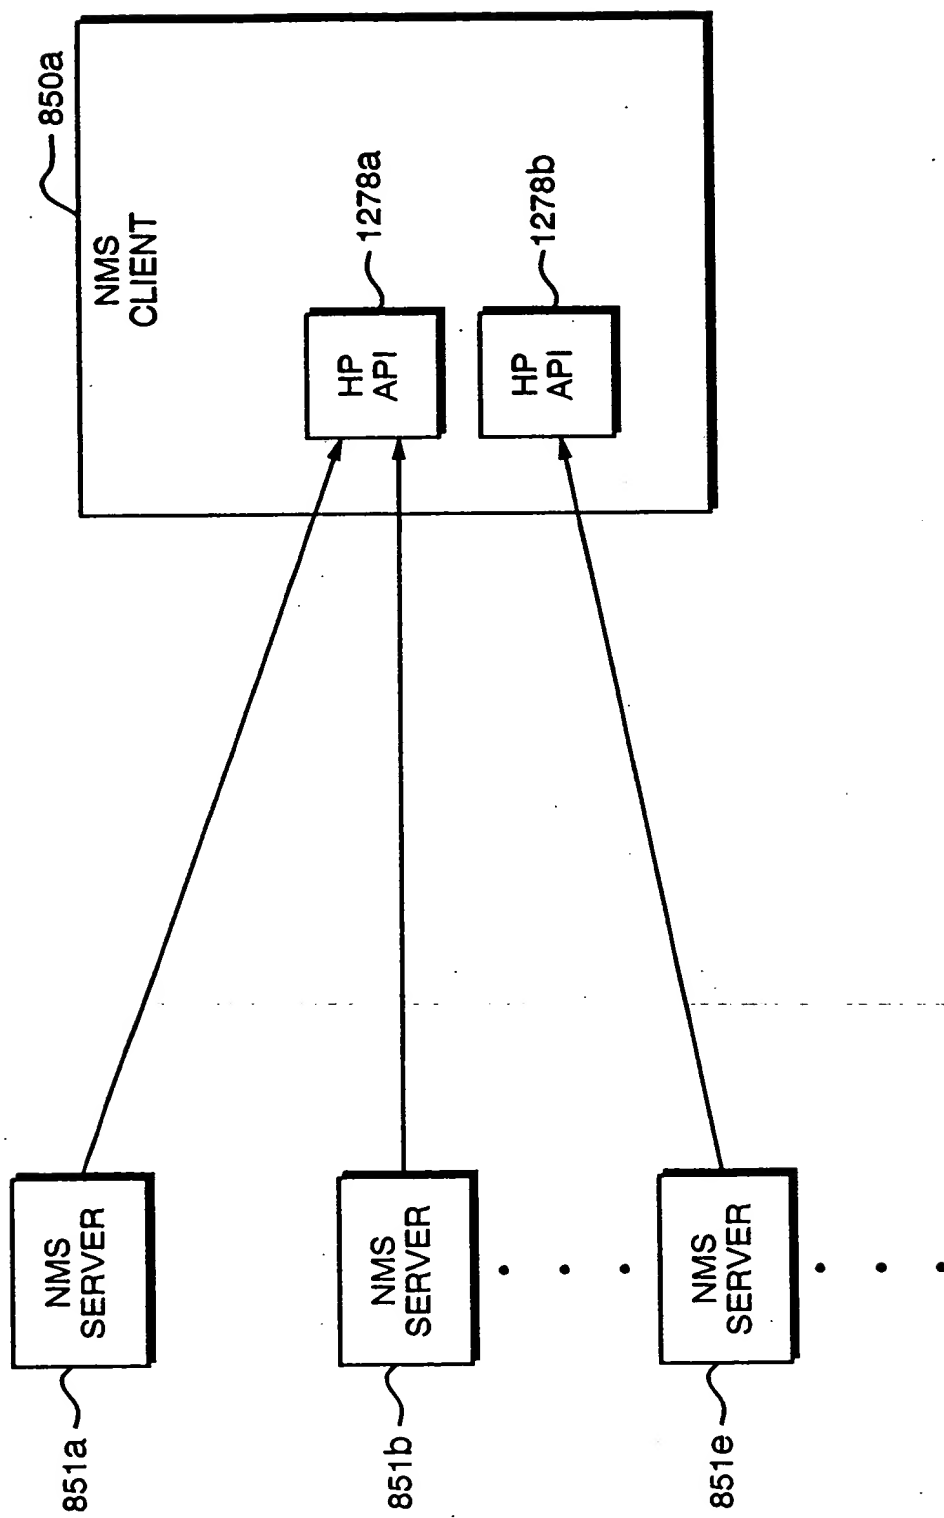 850a
NMS
CLIENT
1278a
HP
API
1278b
HP
API
NMS
SERVER
851a
NMS
SERVER
851b
NMS
SERVER
851e